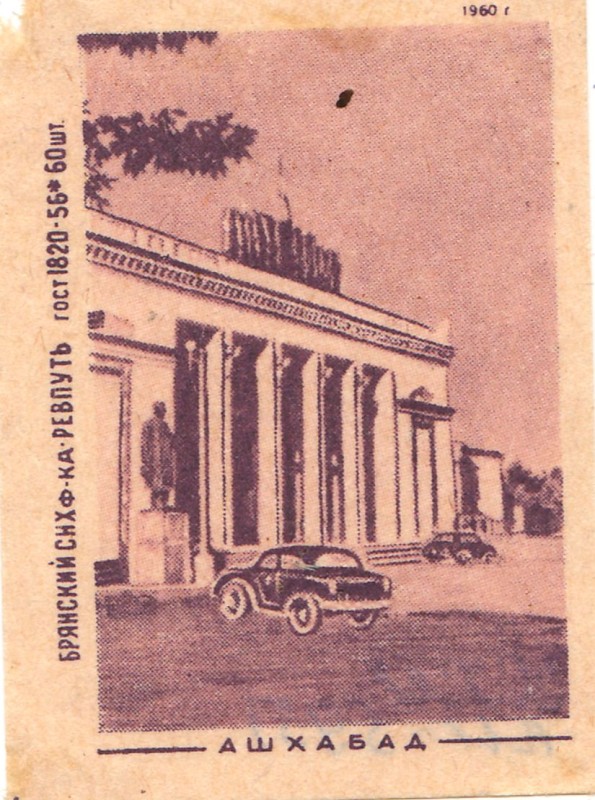 1960 г
БРЯНСКИЙ СНХ Ф-КА·РЕВПУТЬ ГОСТ 1820-56* 60 ШТ.
АШХАБАД